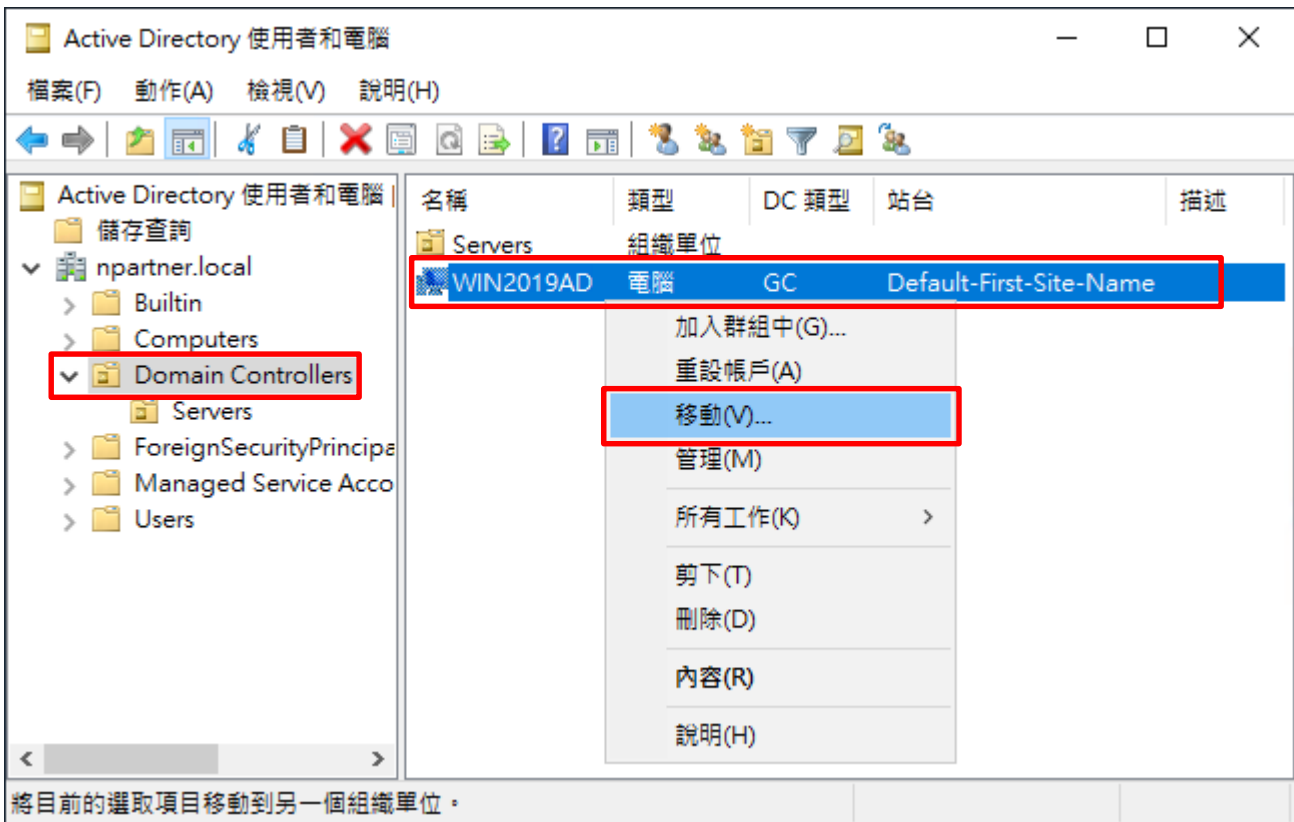 Active Directory 使用者和電腦
檔案(F) 動作(A) 檢視(V) 說明(H)
Active Directory 使用者和電腦
儲存查詢
npartner.local
Builtin
Computers
Domain Controllers
Servers
ForeignSecurityPrincipa
Managed Service Acco
Users
名稱 類型 DC 類型 站台 描述
Servers 組織單位
WIN2019AD 電腦 GC Default-First-Site-Name
加入群組中(G)...
重設帳戶(A)
移動(V)...
管理(M)
所有工作(K)
剪下(T)
刪除(D)
內容(R)
說明(H)
將目前的選取項目移動到另一個組織單位。